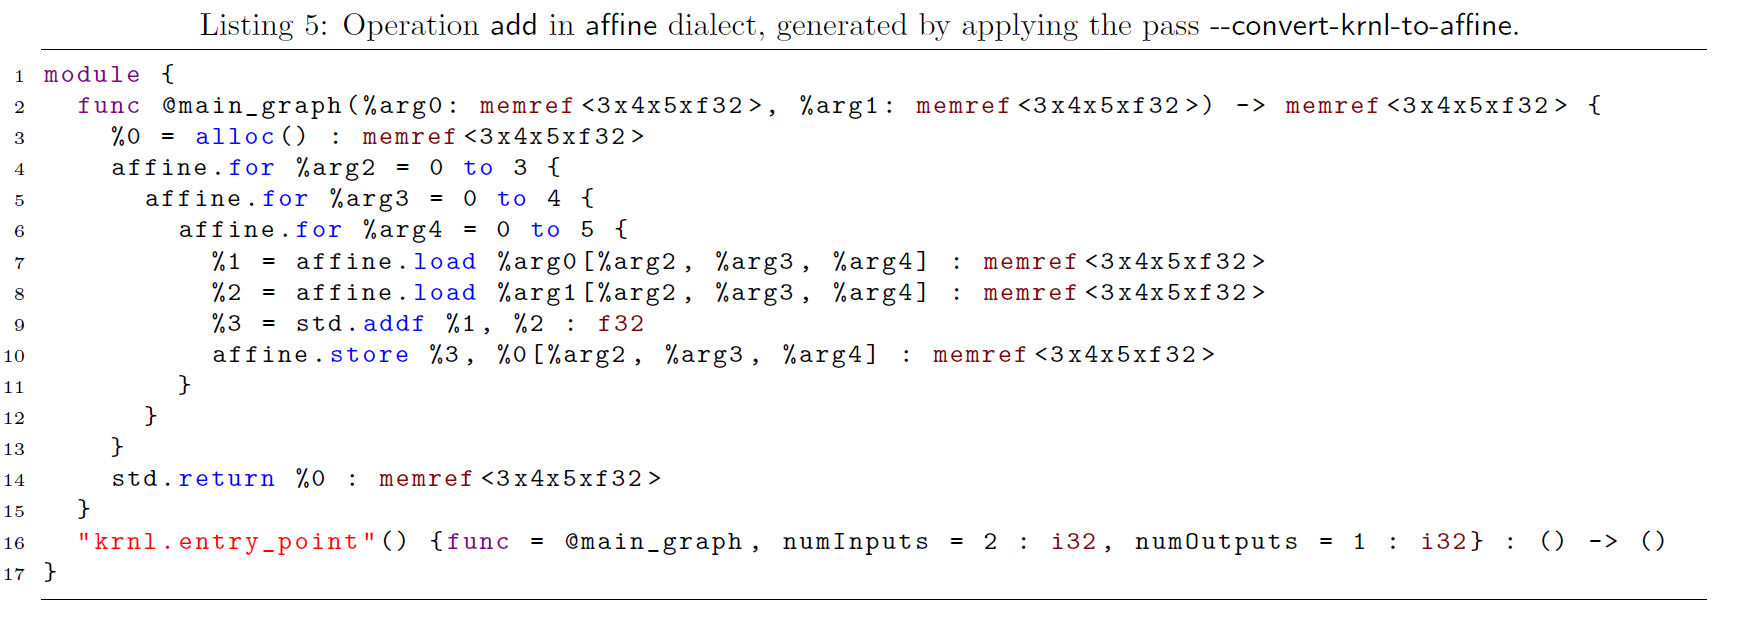 Listing 5: Operation add in affine dialect, generated by applying the pass --convert-krnl-to-affine.
1 module {
2   func @main_graph(%arg0: memref<3x4x5xf32>, %arg1: memref<3x4x5xf32>) -> memref<3x4x5xf32> {
3     %0 = alloc() : memref<3x4x5xf32>
4     affine.for %arg2 = 0 to 3 {
5       affine.for %arg3 = 0 to 4 {
6         affine.for %arg4 = 0 to 5 {
7           %1 = affine.load %arg0[%arg2, %arg3, %arg4] : memref<3x4x5xf32>
8           %2 = affine.load %arg1[%arg2, %arg3, %arg4] : memref<3x4x5xf32>
9           %3 = std.addf %1, %2 : f32
10           affine.store %3, %0[%arg2, %arg3, %arg4] : memref<3x4x5xf32>
11         }
12       }
13     }
14     std.return %0 : memref<3x4x5xf32>
15   }
16   "krnl.entry_point"() {func = @main_graph, numInputs = 2 : i32, numOutputs = 1 : i32} : () -> ()
17 }